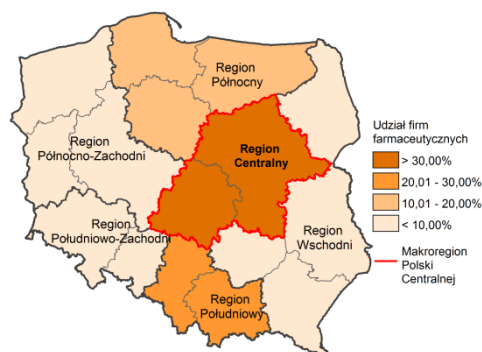 Region
Północny
Region
Północno-Zachodni
Region
Centralny
Region
Południowo-Zachodni
Region
Wschodni
Region
Południowy
Udział firm
farmaceutycznych
> 30,00%
20,01 - 30,00%
10,01 - 20,00%
< 10,00%
Makroregion
Polski
Centralnej